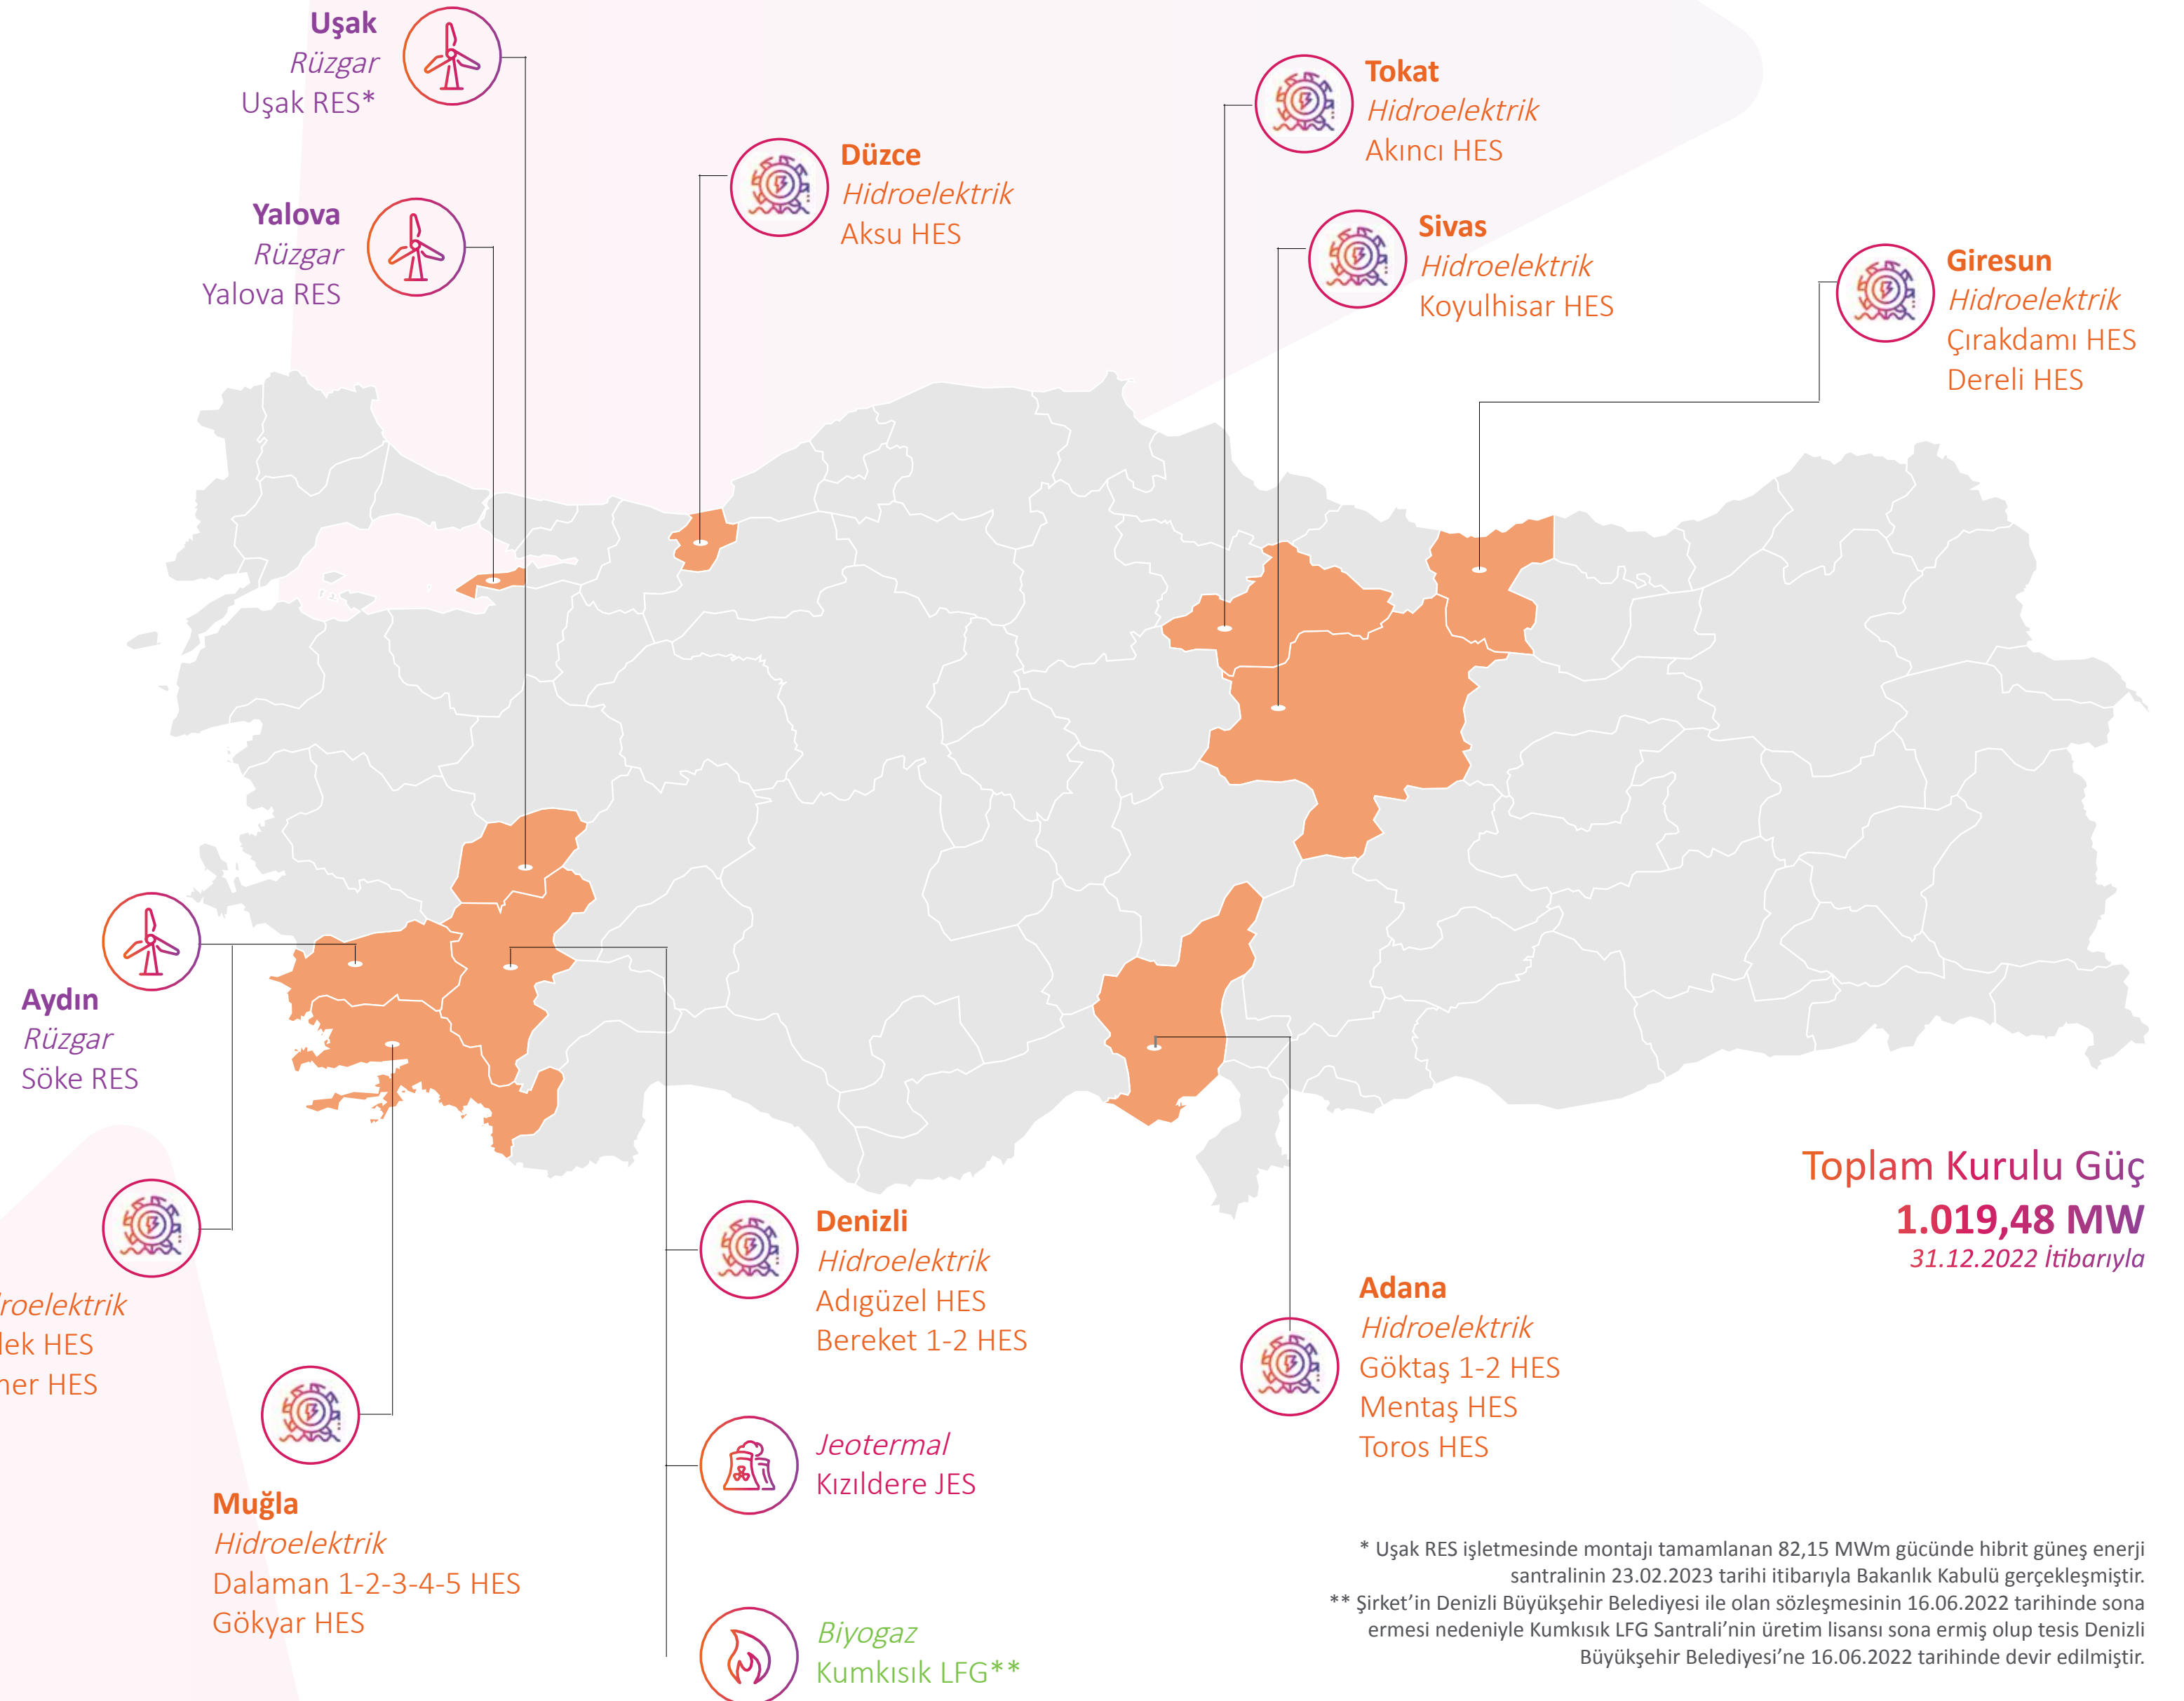 Uşak
Rüzgar
Uşak RES*
Tokat
Hidroelektrik
Akıncı HES
Düzce
Hidroelektrik
Aksu HES
Yalova
Rüzgar
Yalova RES
Sivas
Hidroelektrik
Koyulhisar HES
Giresun
Hidroelektrik
Çırakdamı HES
Dereli HES
Aydın
Rüzgar
Söke RES
HES
HES
Muğla
Hidroelektrik
Dalaman 1-2-3-4-5 HES
Gökyar HES
Denizli
Hidroelektrik
Adıgüzel HES
Bereket 1-2 HES
Jeotermal
Kızıldere JES
Biyogaz
Kumkısık LFG**
Adana
Hidroelektrik
Göktaş 1-2 HES
Mentaş HES
Toros HES
Toplam Kurulu Güç
1.019,48 MW
31.12.2022 İtibarıyla
* Uşak RES işletmesinde montajı tamamlanan 82,15 MWm gücünde hibrit güneş enerji
santralinin 23.02.2023 tarihi itibarıyla Bakanlık Kabulü gerçekleşmiştir.
** Şirket’in Denizli Büyükşehir Belediyesi ile olan sözleşmesinin 16.06.2022 tarihinde sona
ermesi nedeniyle Kumkısık LFG Santrali’nin üretim lisansı sona ermiş olup tesis Denizli
Büyükşehir Belediyesi’ne 16.06.2022 tarihinde devir edilmiştir.